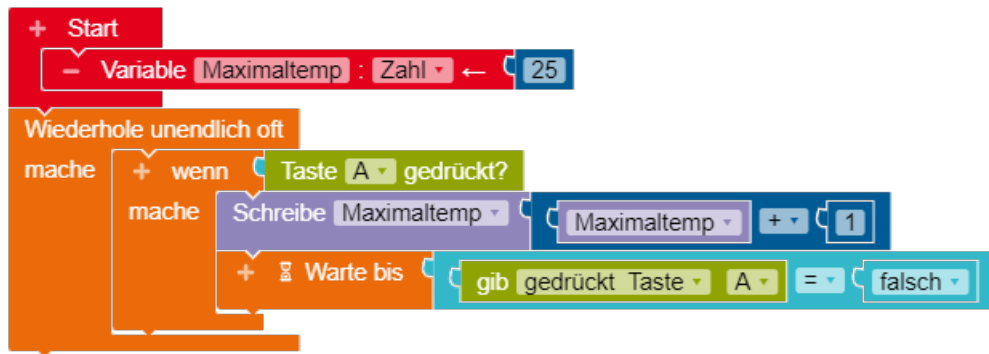 + Start
− Variable Maximaltemp : Zahl ← 25
Wiederhole unendlich oft
mache + wenn Taste A gedrückt?
mache Schreibe Maximaltemp Maximaltemp + 1
+ Warte bis gib gedrückt Taste A = falsch